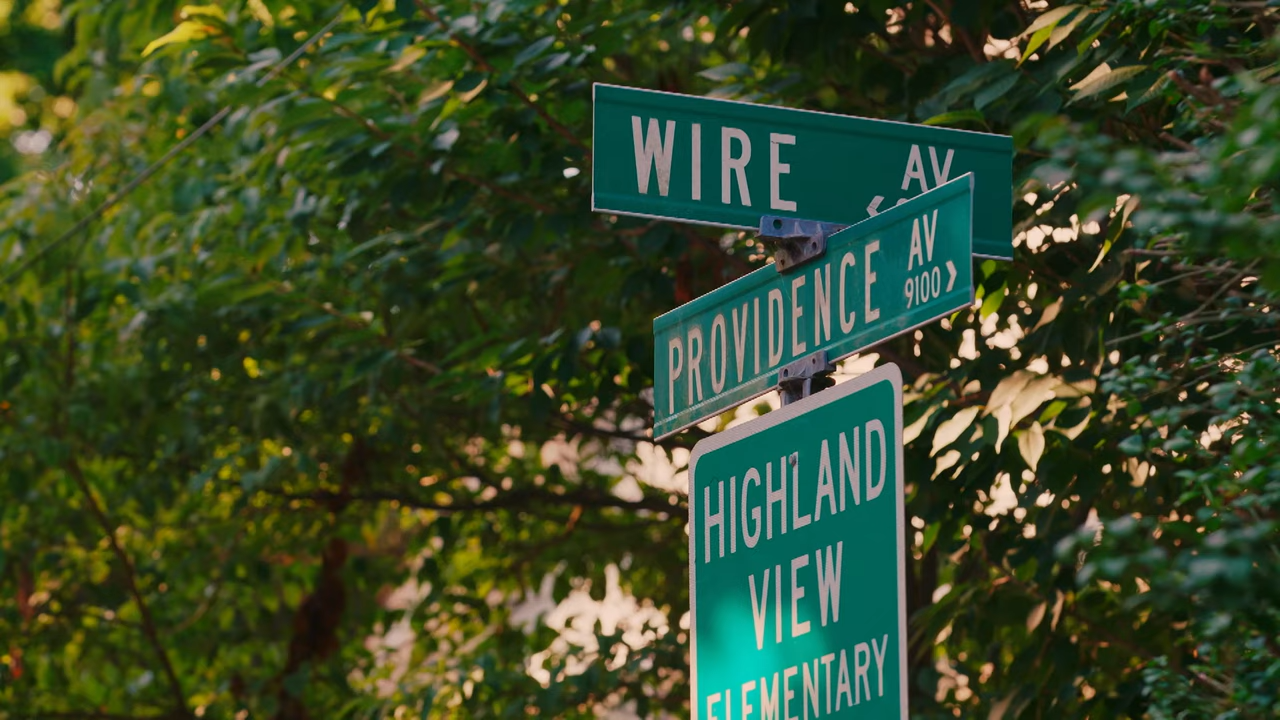 WIRE AV
PROVIDENCE AV
9100
HIGHLAND
VIEW
ELEMENTARY